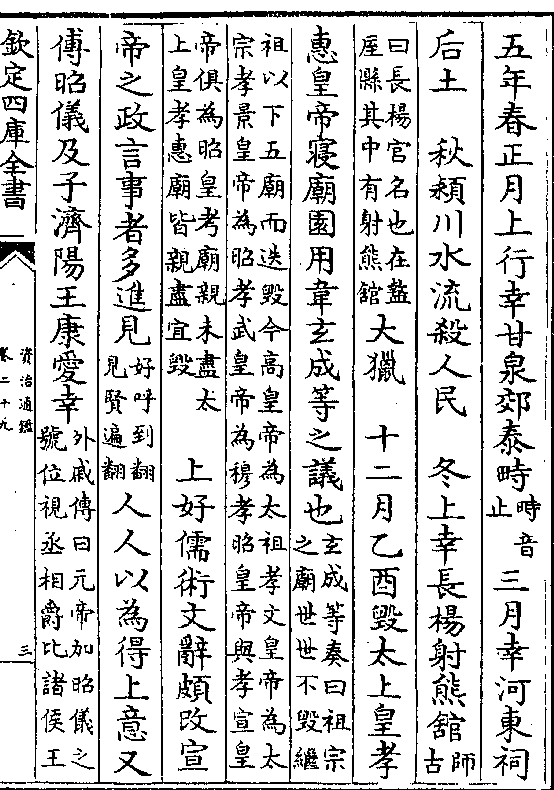 五年春正月上行幸甘泉郊泰畤畤音止三月幸河東祠
后土　秋潁川水流殺人民　冬上幸長楊射熊館師古
曰長楊宫名也在盩厔縣其中有射熊館大獵　十二月乙酉毀太上皇孝
惠皇帝寢廟園用韋玄成等之議也玄成等奏曰祖宗之廟世世不毀繼
祖以下五廟而迭毀今高皇帝為太祖孝文皇帝為太宗孝景皇帝為昭孝武皇帝為穆孝昭皇帝與孝宣皇
帝俱為昭皇考廟親未盡太上皇孝惠廟皆親盡宜毀　上好儒術文辭頗改宣
帝之政言事者多進見好呼到翻見賢遍翻人人以為得上意又
傅昭儀及子濟陽王康愛幸外戚傳曰元帝加昭儀之號位視丞相爵比諸侯王
欽定四庫全書
資治通鑑
卷二十九
三